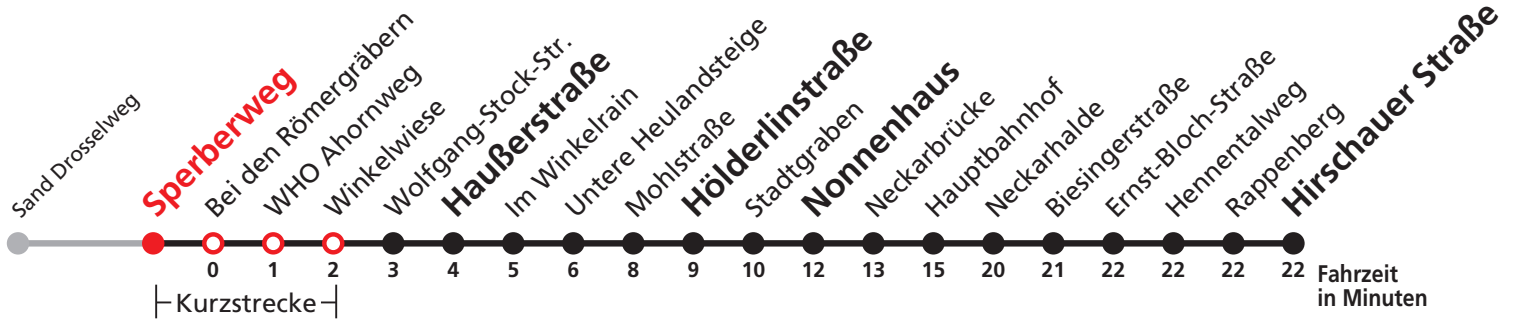 Sand Drosselweg
Sperberweg
Bei den Römergräbern
WHO Ahornweg
Winkelwiese
Wolfgang-Stock-Str.
Haußerstraße
Im Winkelrain
Untere Heulandsteige
Mohlstraße
Hölderlinstraße
Stadtgraben
Nonnenhaus
Neckarbrücke
Hauptbahnhof
Neckarhalde
Biesingerstraße
Ernst-Bloch-Straße
Hennentalweg
Rappenberg
Hirschauer Straße
0 1 2 3 4 5 6 8 9 10 12 13 15 20 21 22 22 22 22
Fahrzeit
in Minuten
Kurzstrecke